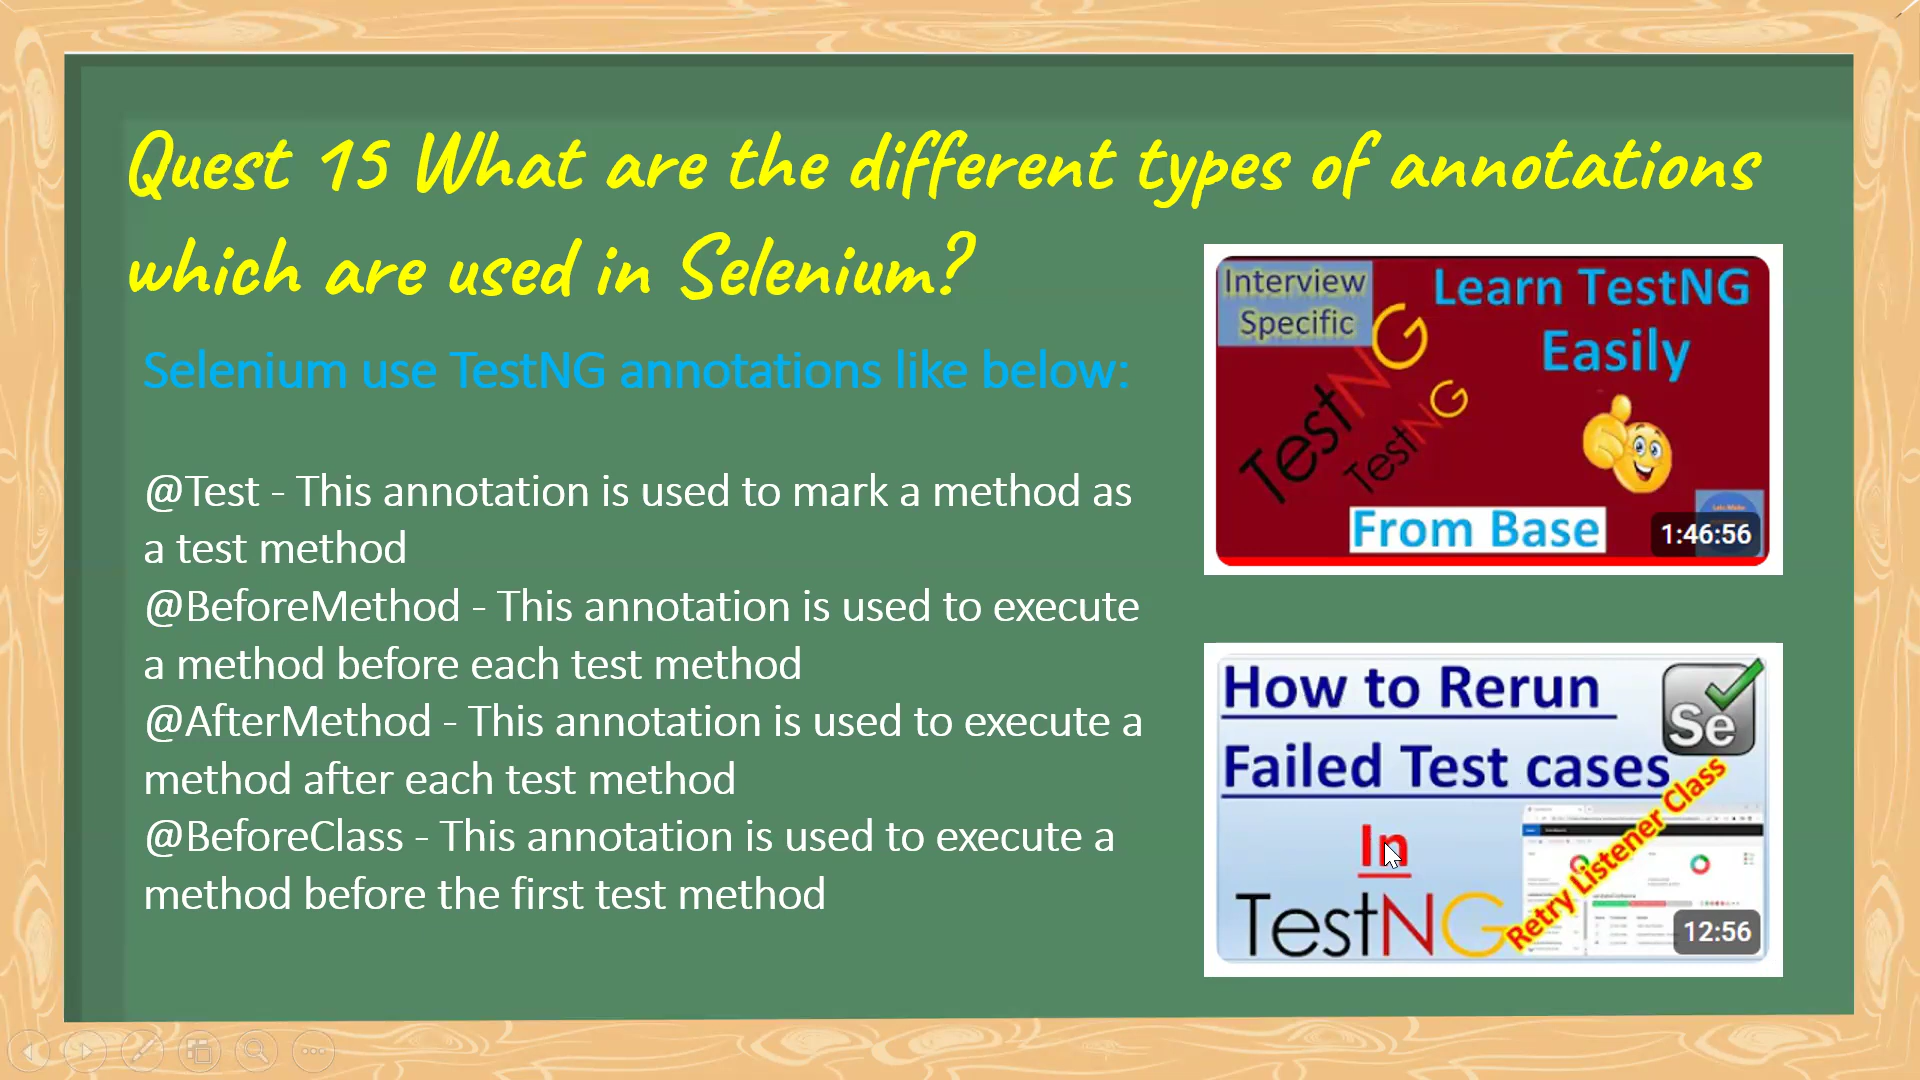 Quest 15 What are the different types of annotations
which are used in Selenium?
Selenium use TestNG annotations like below:
@Test - This annotation is used to mark a method as
a test method
@BeforeMethod - This annotation is used to execute
a method before each test method
@AfterMethod - This annotation is used to execute a
method after each test method
@BeforeClass - This annotation is used to execute a
method before the first test method
Interview
Specific
Learn TestNG
Easily
TestNG
TestNG
From Base
1:46:56
How to Rerun
Failed Test cases
Se
In
TestNG
Retry Listener Class
12:56